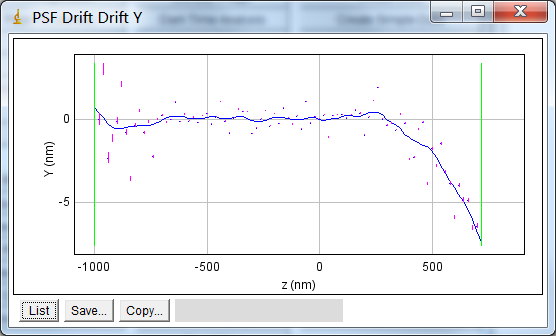 PSF Drift Drift Y
0
-5
Y (nm)
-1000 -500 0 500
z (nm)
List Save... Copy...